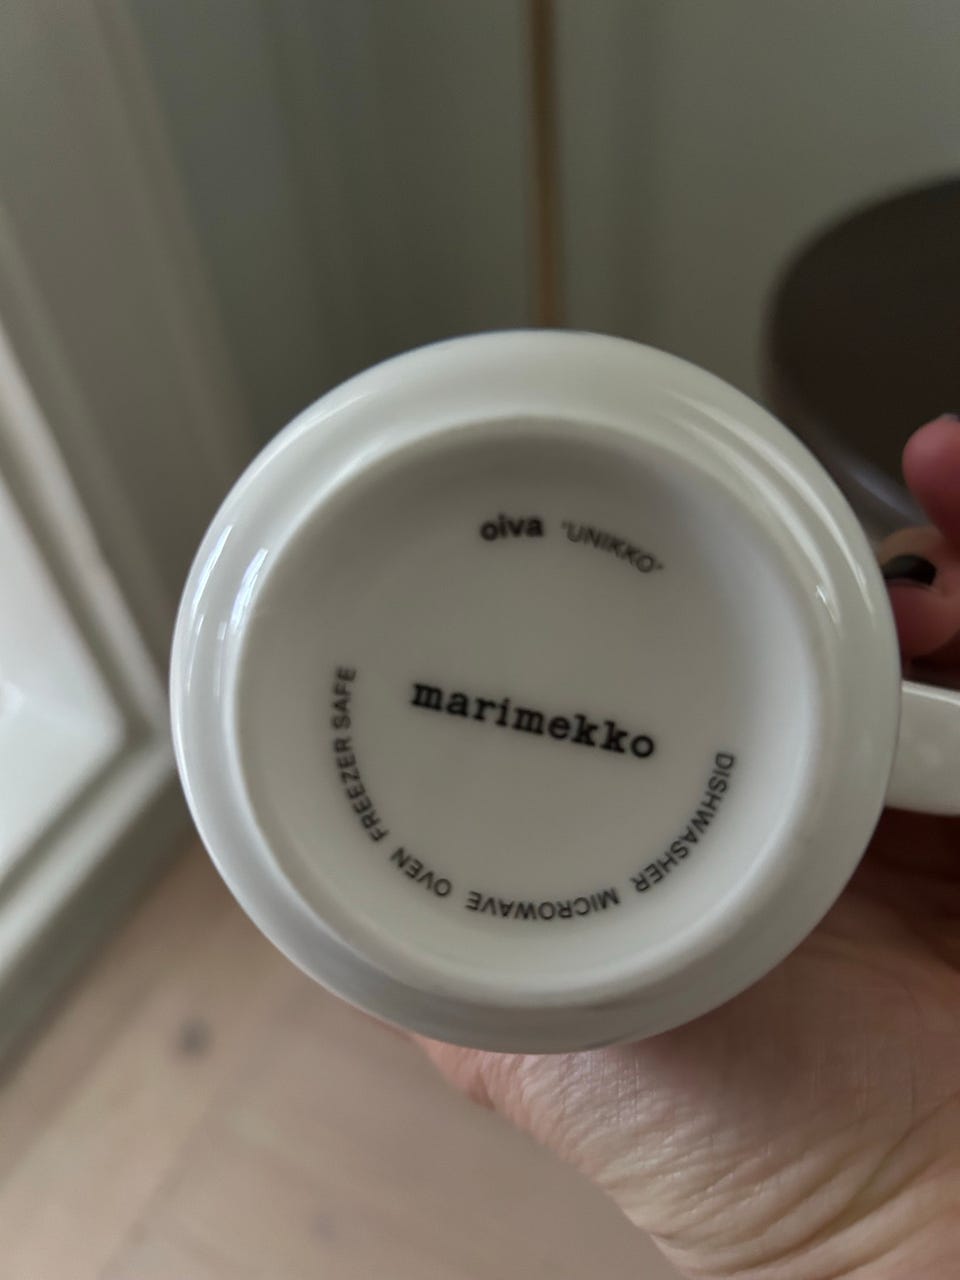 oiva "UNIKKO"
marimekko
DISHWASHER MICROWAVE OVEN FREEZER SAFE